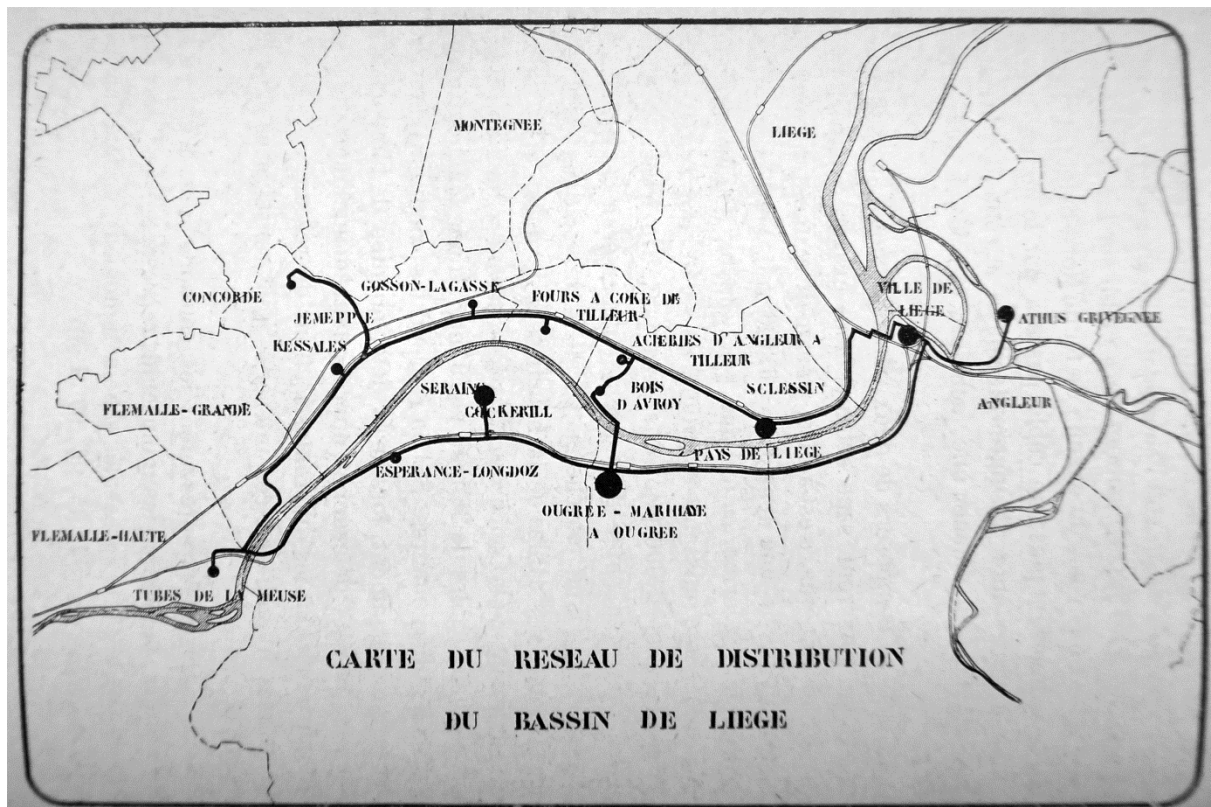 MONTEGNEE
LIEGE
CONCORDE
GOSSON-LAGASSE
FOURS A COKE DE
TILLEUR
VILLE DE
LIEGE
JEMEPPE
ATHUS GRIVEGNEE
KESSALES
ACIERIES D'ANGLEUR A
TILLEUR
SERAING
BOIS
D'AVROY
SCLESSIN
COCKERILL
ANGLEUR
FLEMALLE-GRANDE
PAYS DE LIEGE
ESPERANCE-LONGDOZ
OUGREE - MARIHAYE
A OUGREE
FLEMALLE-HAUTE
TUBES DE LA MEUSE
CARTE DU RESEAU DE DISTRIBUTION
DU BASSIN DE LIEGE